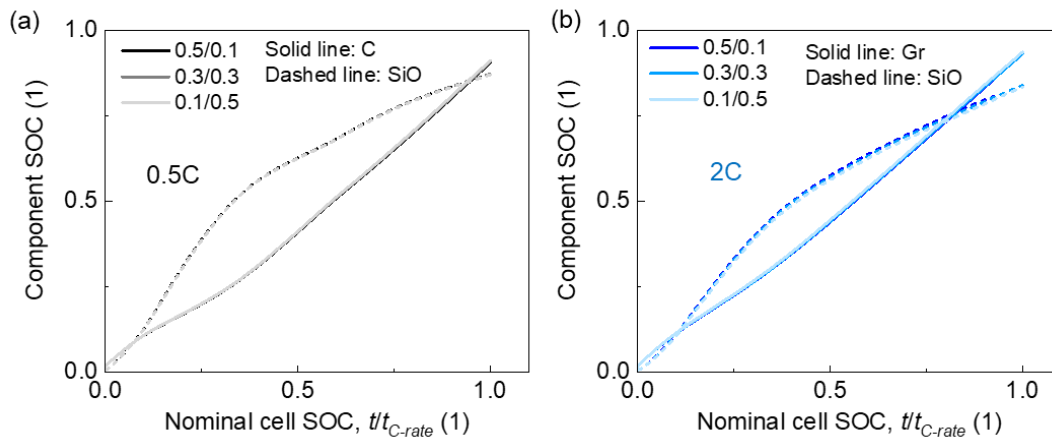 (a)
1.0
0.5
0.0
Component SOC (1)
0.5/0.1
0.3/0.3
0.1/0.5
Solid line: C
Dashed line: SiO
0.5C
0.0
0.5
1.0
Nominal cell SOC, t/t_C-rate (1)
(b)
1.0
0.5
0.0
Component SOC (1)
0.5/0.1
0.3/0.3
0.1/0.5
Solid line: Gr
Dashed line: SiO
2C
0.0
0.5
1.0
Nominal cell SOC, t/t_C-rate (1)